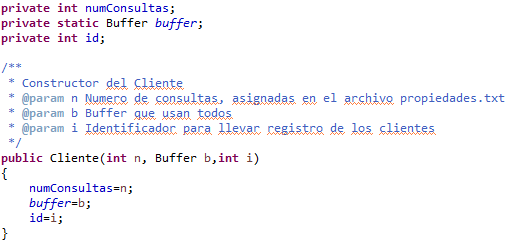 private int numConsultas;
private static Buffer buffer;
private int id;
/**
* Constructor del Cliente
* @param n Numero de consultas, asignadas en el archivo propiedades.txt
* @param b Buffer que usan todos
* @param i Identificador para llevar registro de los clientes
*/
public Cliente(int n, Buffer b,int i)
{
numConsultas=n;
buffer=b;
id=i;
}